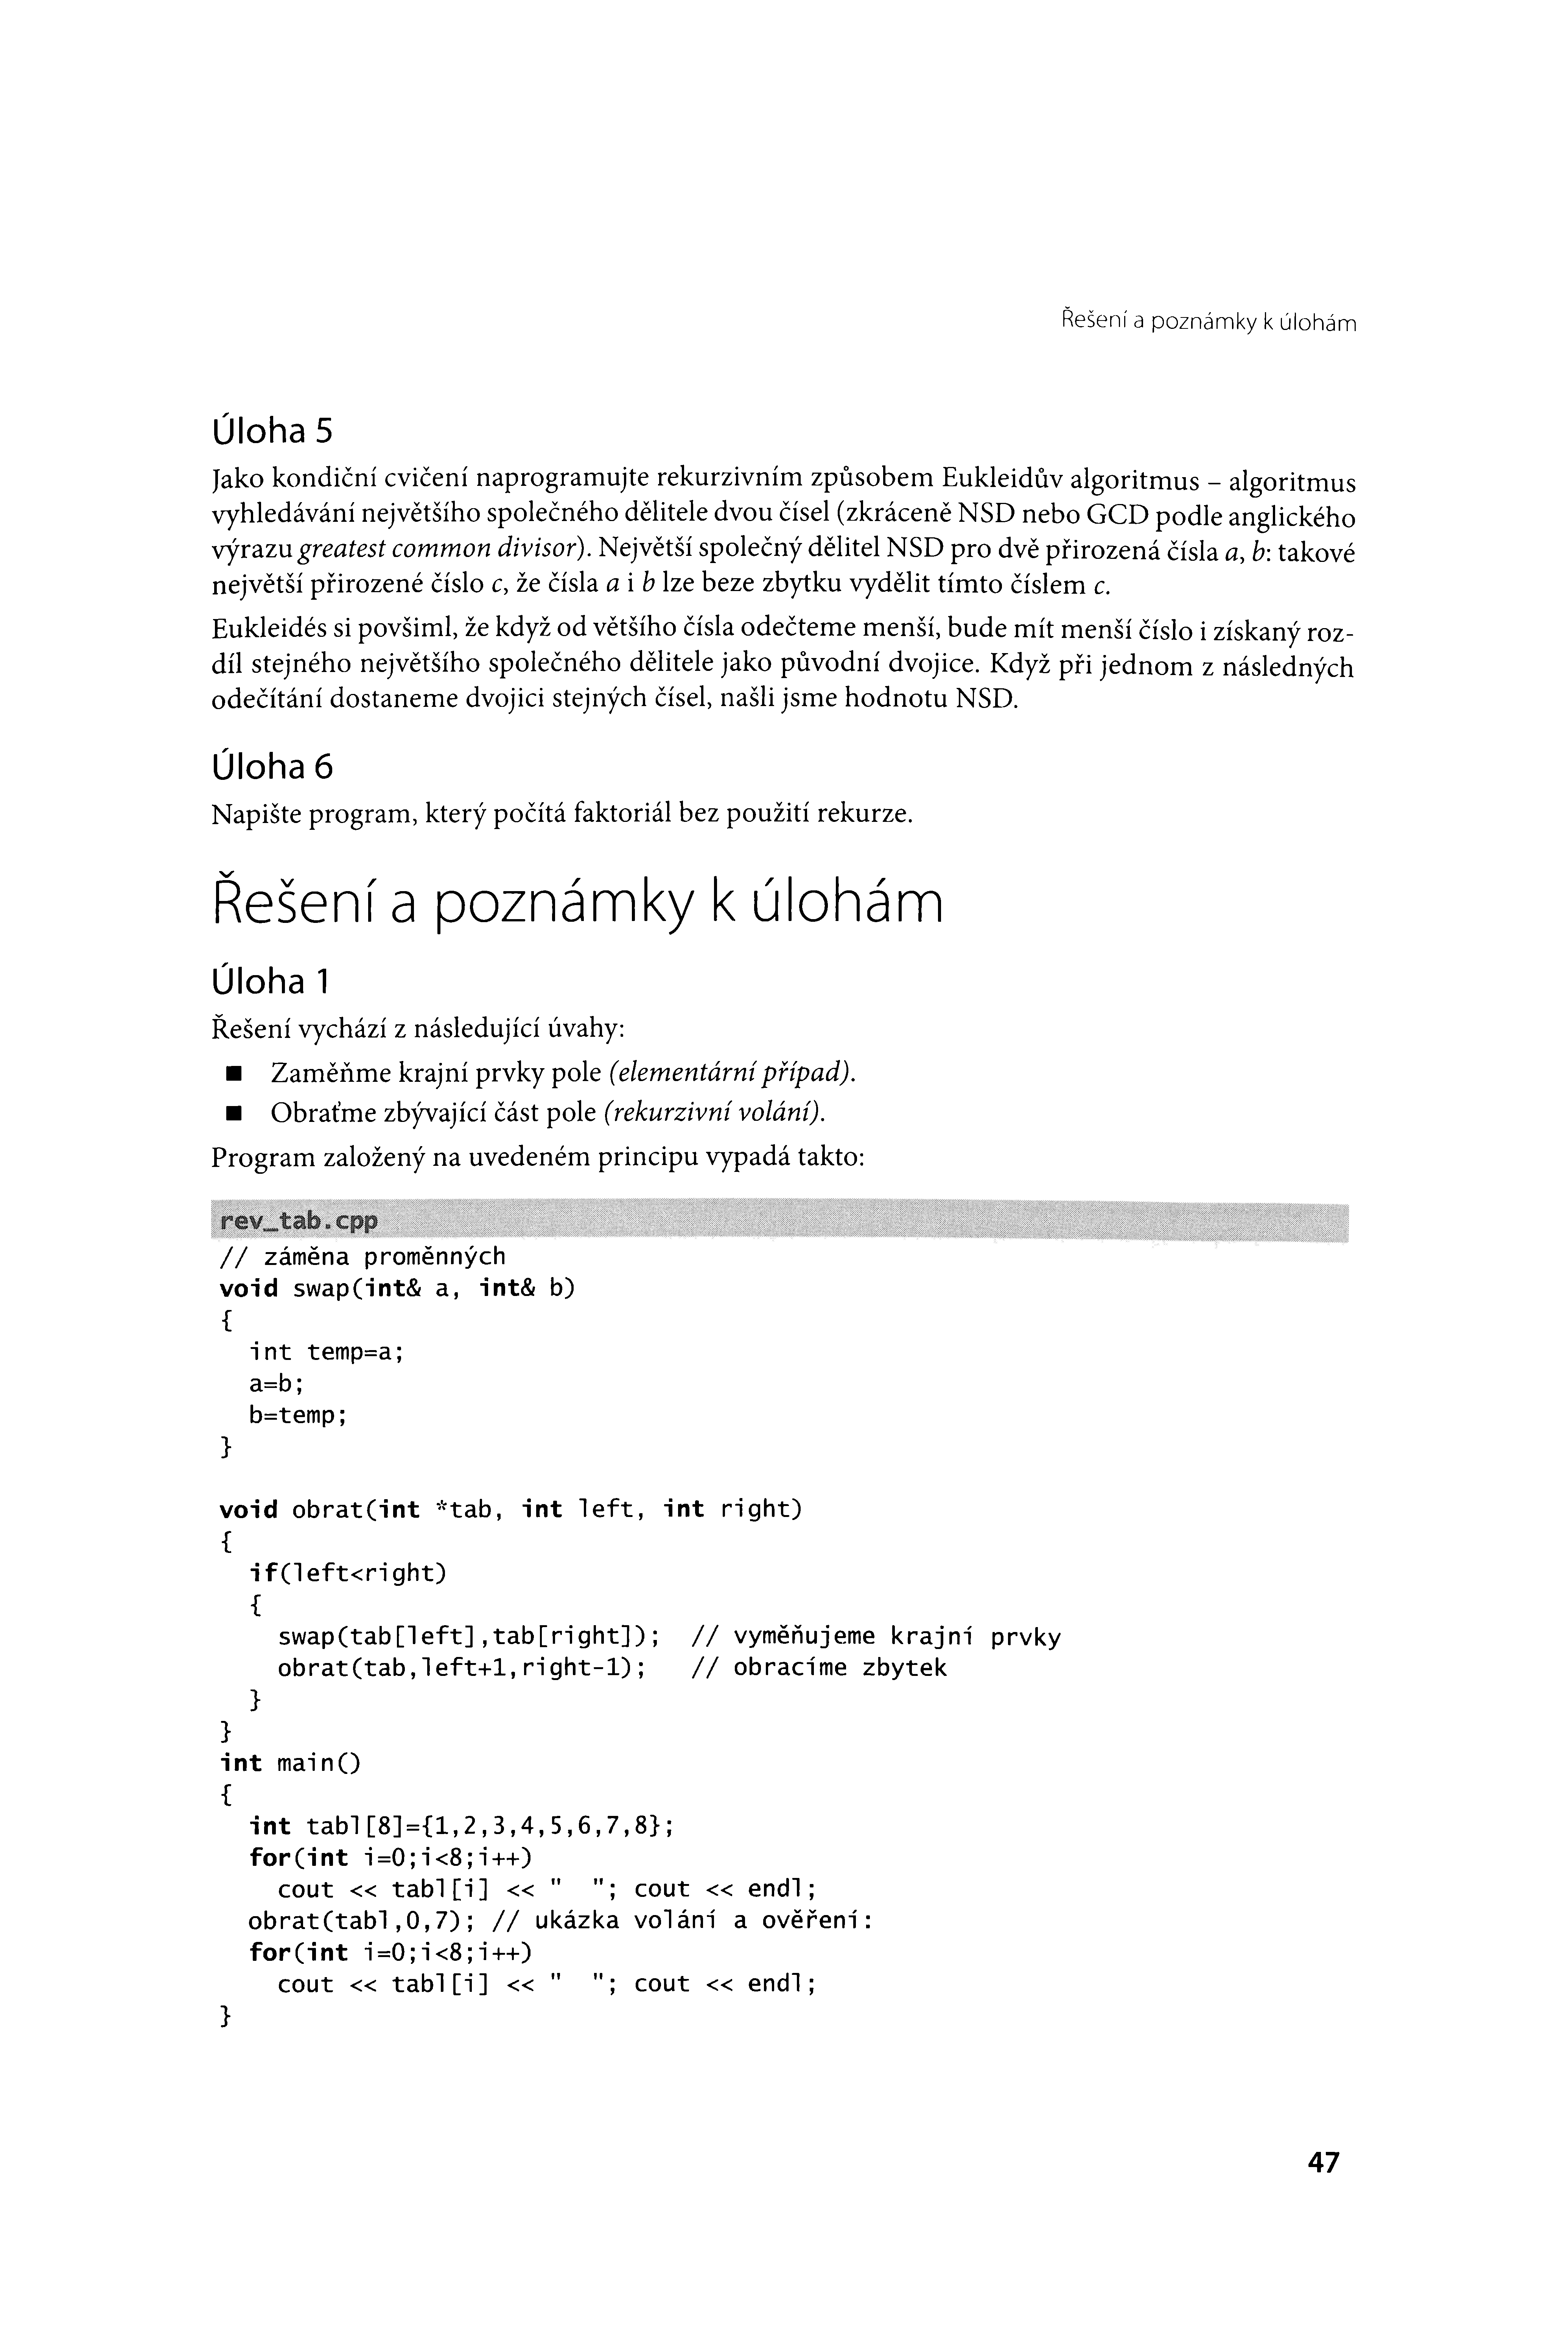 Řešení a poznámky k úlohám
Úloha 5
Jako kondiční cvičení naprogramujte rekurzivním způsobem Eukleidův algoritmus – algoritmus
vyhledávání největšího společného dělitele dvou čísel (zkráceně NSD nebo GCD podle anglického
výrazu greatest common divisor). Největší společný dělitel NSD pro dvě přirozená čísla a, b: takové
největší přirozené číslo c, že čísla a i b lze beze zbytku vydělit tímto číslem c.
Eukleidés si povšiml, že když od většího čísla odečteme menší, bude mít menší číslo i získaný roz-
díl stejného největšího společného dělitele jako původní dvojice. Když při jednom z následných
odečítání dostaneme dvojici stejných čísel, našli jsme hodnotu NSD.
Úloha 6
Napište program, který počítá faktoriál bez použití rekurze.
Řešení a poznámky k úlohám
Úloha 1
Řešení vychází z následující úvahy:
■ Zaměňme krajní prvky pole (elementární případ).
■ Obraťme zbývající část pole (rekurzivní volání).
Program založený na uvedeném principu vypadá takto:
rev_tab.cpp
// záměna proměnných
void swap(int& a, int& b)
{
  int temp=a;
  a=b;
  b=temp;
}
void obrat(int *tab, int left, int right)
{
  if(left<right)
  {
    swap(tab[left],tab[right]);  // vyměňujeme krajní prvky
    obrat(tab,left+1,right-1);   // obracíme zbytek
  }
}
int main()
{
  int tabl[8]={1,2,3,4,5,6,7,8};
  for(int i=0;i<8;i++)
    cout << tabl[i] << "  "; cout << endl;
  obrat(tabl,0,7); // ukázka volání a ověření:
  for(int i=0;i<8;i++)
    cout << tabl[i] << "  "; cout << endl;
}
47